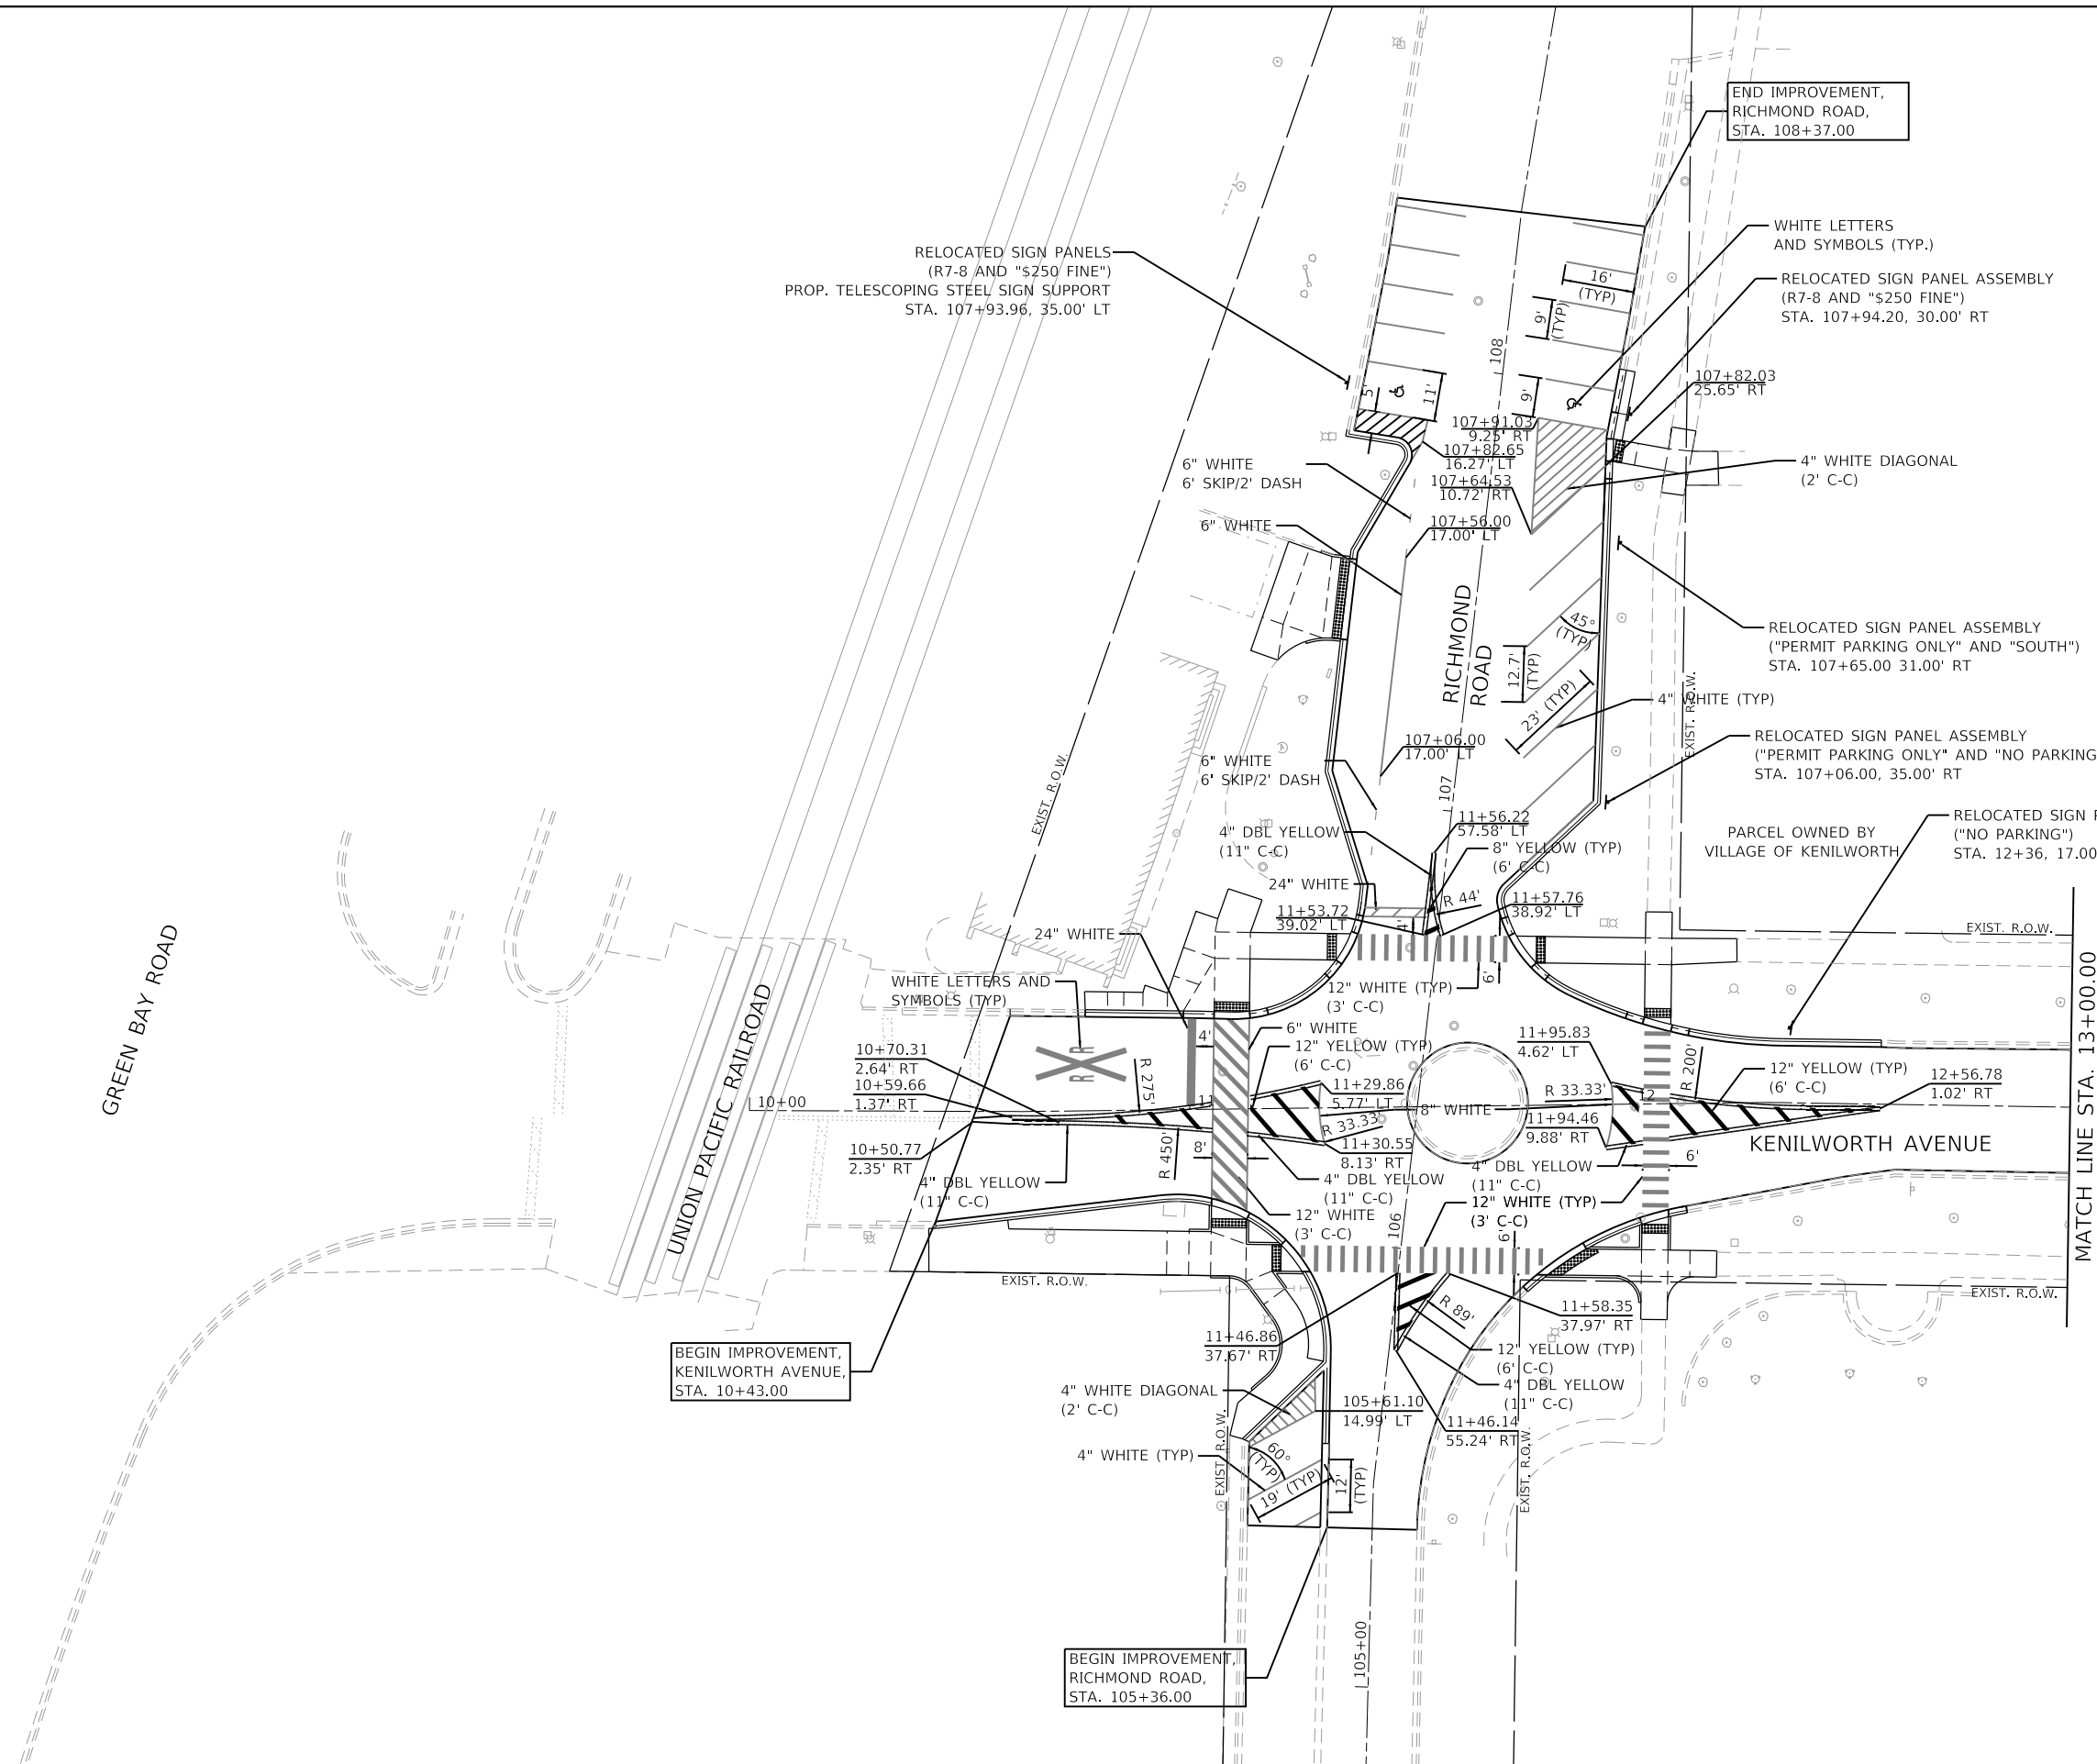 END IMPROVEMENT,
RICHMOND ROAD,
STA. 108+37.00
WHITE LETTERS
AND SYMBOLS (TYP.)
RELOCATED SIGN PANELS
(R7-8 AND "$250 FINE")
PROP. TELESCOPING STEEL SIGN SUPPORT
STA. 107+93.96, 35.00' LT
RELOCATED SIGN PANEL ASSEMBLY
(R7-8 AND "$250 FINE")
STA. 107+94.20, 30.00' RT
16'
(TYP)
9'
(TYP)
108
107+82.03
25.65' RT
5'
11'
9'
107+91.03
9.25' RT
107+82.65
16.27' LT
6" WHITE
6' SKIP/2' DASH
4" WHITE DIAGONAL
(2' C-C)
107+64.53
10.72' RT
6" WHITE
107+56.00
17.00' LT
RICHMOND
ROAD
45°
(TYP)
RELOCATED SIGN PANEL ASSEMBLY
("PERMIT PARKING ONLY" AND "SOUTH")
STA. 107+65.00 31.00' RT
12.7'
(TYP)
23' (TYP)
4" WHITE (TYP)
EXIST. R.O.W.
EXIST. R.O.W.
107+06.00
17.00' LT
RELOCATED SIGN PANEL ASSEMBLY
("PERMIT PARKING ONLY" AND "NO PARKING
STA. 107+06.00, 35.00' RT
6" WHITE
6' SKIP/2' DASH
107
11+56.22
57.58' LT
4" DBL YELLOW
(11" C-C)
8" YELLOW (TYP)
(6' C-C)
PARCEL OWNED BY
VILLAGE OF KENILWORTH
RELOCATED SIGN
("NO PARKING")
STA. 12+36, 17.00
24" WHITE
11+53.72
39.02' LT
R 44'
4'
11+57.76
38.92' LT
EXIST. R.O.W.
24" WHITE
GREEN BAY ROAD
WHITE LETTERS AND
SYMBOLS (TYP)
R R
12" WHITE (TYP)
(3' C-C)
6'
UNION PACIFIC RAILROAD
4'
6" WHITE
12" YELLOW (TYP)
(6' C-C)
11+95.83
4.62' LT
R 200'
12" YELLOW (TYP)
(6' C-C)
12+56.78
1.02' RT
10+70.31
2.64' RT
10+59.66
1.37' RT
R 275'
11+29.86
5.77' LT
R 33.33'
12
10+00
11
8" WHITE
R 33.33'
11+94.46
9.88' RT
11+30.55
8.13' RT
KENILWORTH AVENUE
MATCH LINE STA. 13+00.00
10+50.77
2.35' RT
R 450'
8'
4" DBL YELLOW
(11" C-C)
4" DBL YELLOW
(11" C-C)
4" DBL YELLOW
(11" C-C)
6'
12" WHITE
(3' C-C)
106
12" WHITE (TYP)
(3' C-C)
6'
EXIST. R.O.W.
EXIST. R.O.W.
11+46.86
37.67' RT
R 89'
11+58.35
37.97' RT
BEGIN IMPROVEMENT,
KENILWORTH AVENUE,
STA. 10+43.00
12" YELLOW (TYP)
(6' C-C)
4" DBL YELLOW
(11" C-C)
4" WHITE DIAGONAL
(2' C-C)
105+61.10
14.99' LT
11+46.14
55.24' RT
4" WHITE (TYP)
EXIST. R.O.W.
60°
(TYP)
19' (TYP)
12'
(TYP)
EXIST. R.O.W.
BEGIN IMPROVEMENT,
RICHMOND ROAD,
STA. 105+36.00
105+00